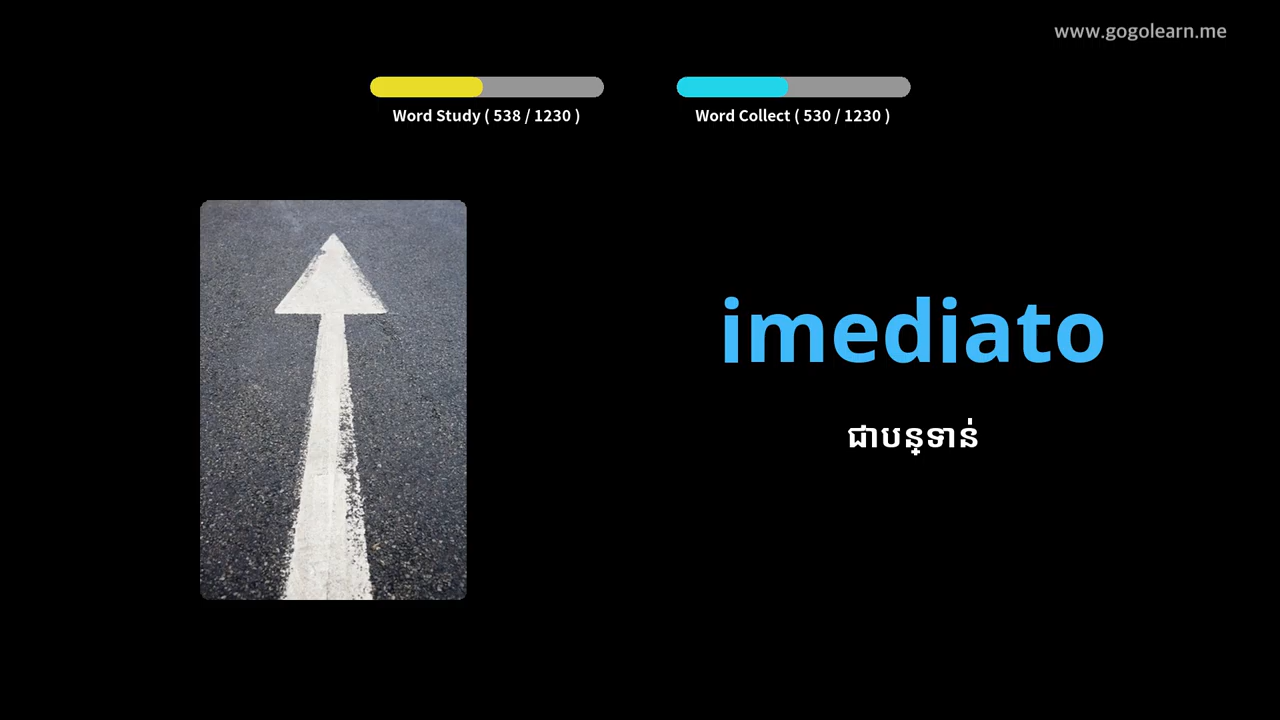 www.gogolearn.me
Word Study ( 538 / 1230 )
Word Collect ( 530 / 1230 )
imediato
ជាបន្ទាន់